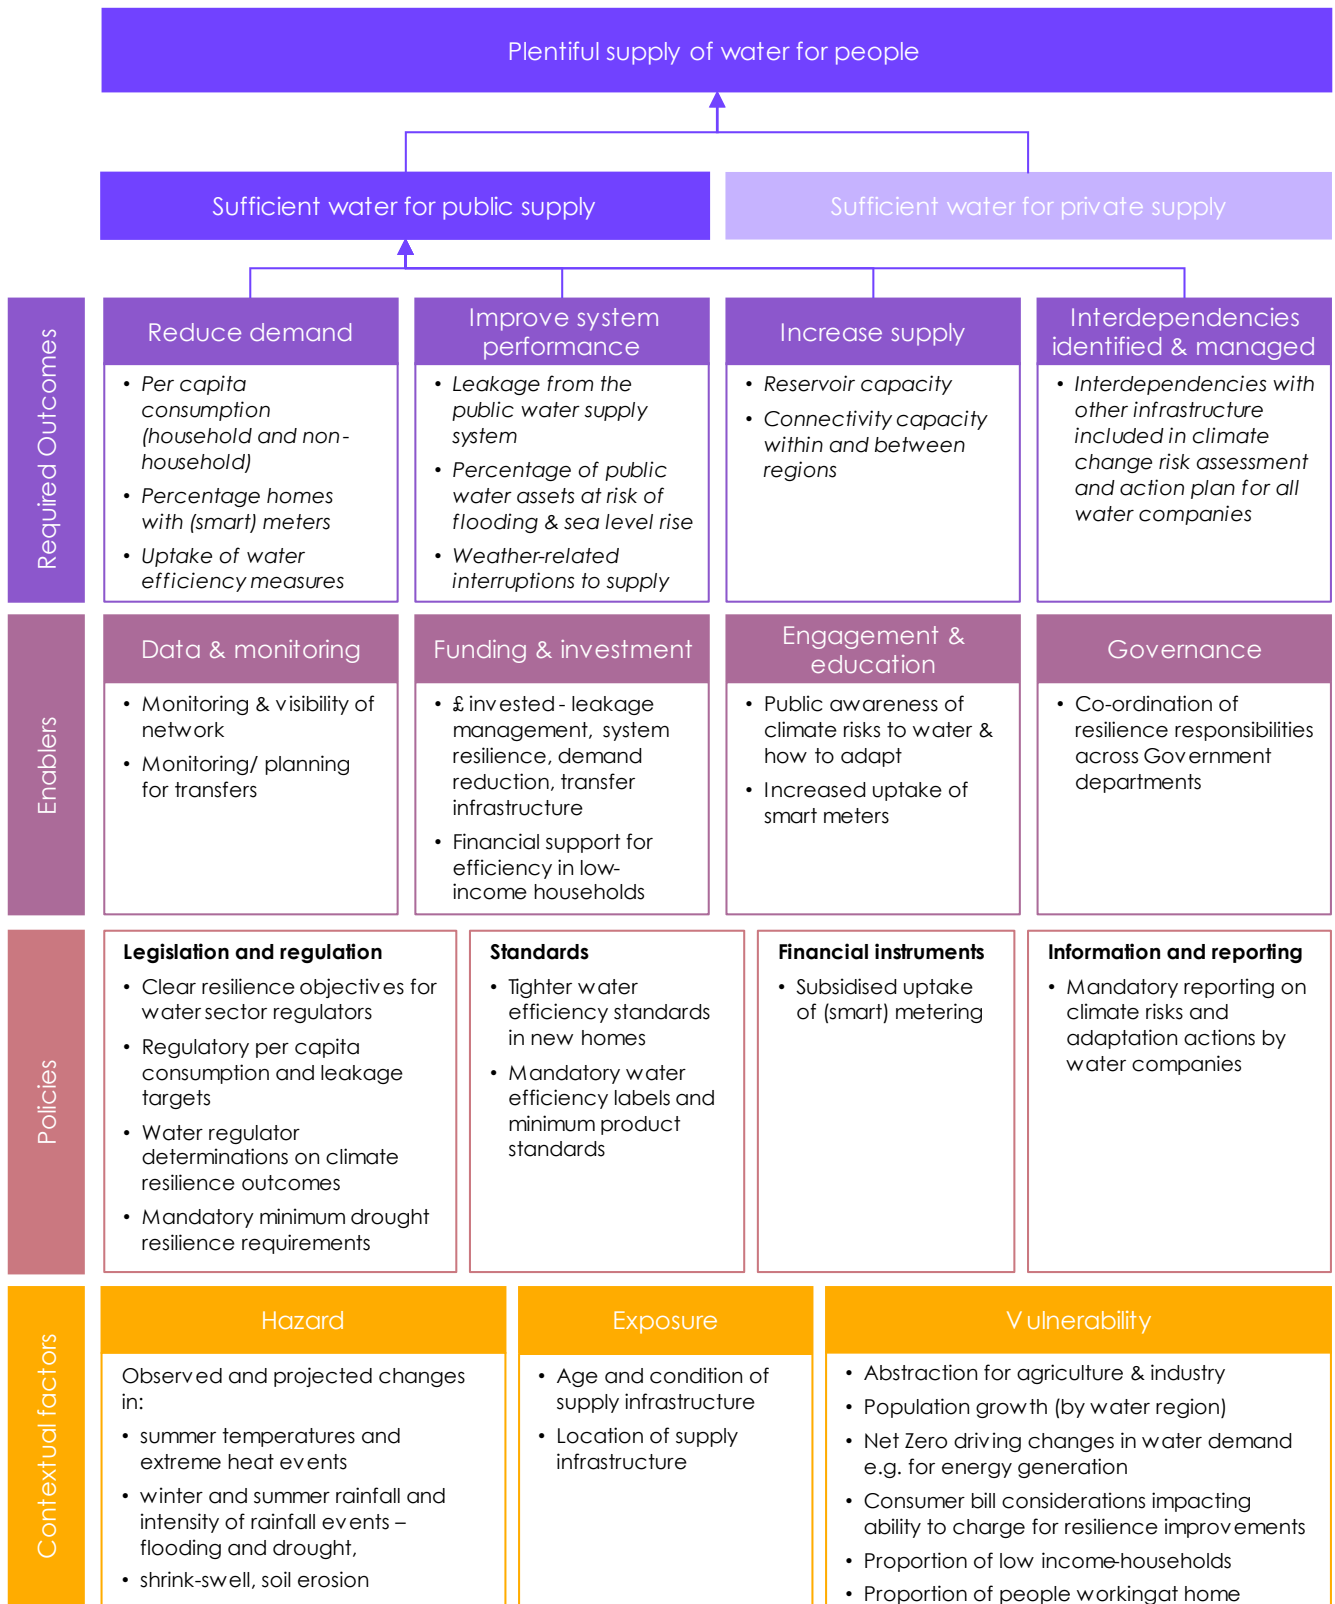 Plentiful supply of water for people
Sufficient water for public supply
Sufficient water for private supply
Required Outcomes
Reduce demand
• Per capita
consumption
(household and non-
household)
• Percentage homes
with (smart) meters
• Uptake of water
efficiency measures
Improve system
performance
• Leakage from the
public water supply
system
• Percentage of public
water assets at risk of
flooding & sea level rise
• Weather-related
interruptions to supply
Increase supply
• Reservoir capacity
• Connectivity capacity
within and between
regions
Interdependencies
identified & managed
• Interdependencies with
other infrastructure
included in climate
change risk assessment
and action plan for all
water companies
Enablers
Data & monitoring
• Monitoring & visibility of
network
• Monitoring/ planning
for transfers
Funding & investment
• £ invested - leakage
management, system
resilience, demand
reduction, transfer
infrastructure
• Financial support for
efficiency in low-
income households
Engagement &
education
• Public awareness of
climate risks to water &
how to adapt
• Increased uptake of
smart meters
Governance
• Co-ordination of
resilience responsibilities
across Government
departments
Policies
Legislation and regulation
• Clear resilience objectives for
water sector regulators
• Regulatory per capita
consumption and leakage
targets
• Water regulator
determinations on climate
resilience outcomes
• Mandatory minimum drought
resilience requirements
Standards
• Tighter water
efficiency standards
in new homes
• Mandatory water
efficiency labels and
minimum product
standards
Financial instruments
• Subsidised uptake
of (smart) metering
Information and reporting
• Mandatory reporting on
climate risks and
adaptation actions by
water companies
Contextual factors
Hazard
Observed and projected changes
in:
• summer temperatures and
extreme heat events
• winter and summer rainfall and
intensity of rainfall events –
flooding and drought,
• shrink-swell, soil erosion
Exposure
• Age and condition of
supply infrastructure
• Location of supply
infrastructure
Vulnerability
• Abstraction for agriculture & industry
• Population growth (by water region)
• Net Zero driving changes in water demand
e.g. for energy generation
• Consumer bill considerations impacting
ability to charge for resilience improvements
• Proportion of low income-households
• Proportion of people workingat home